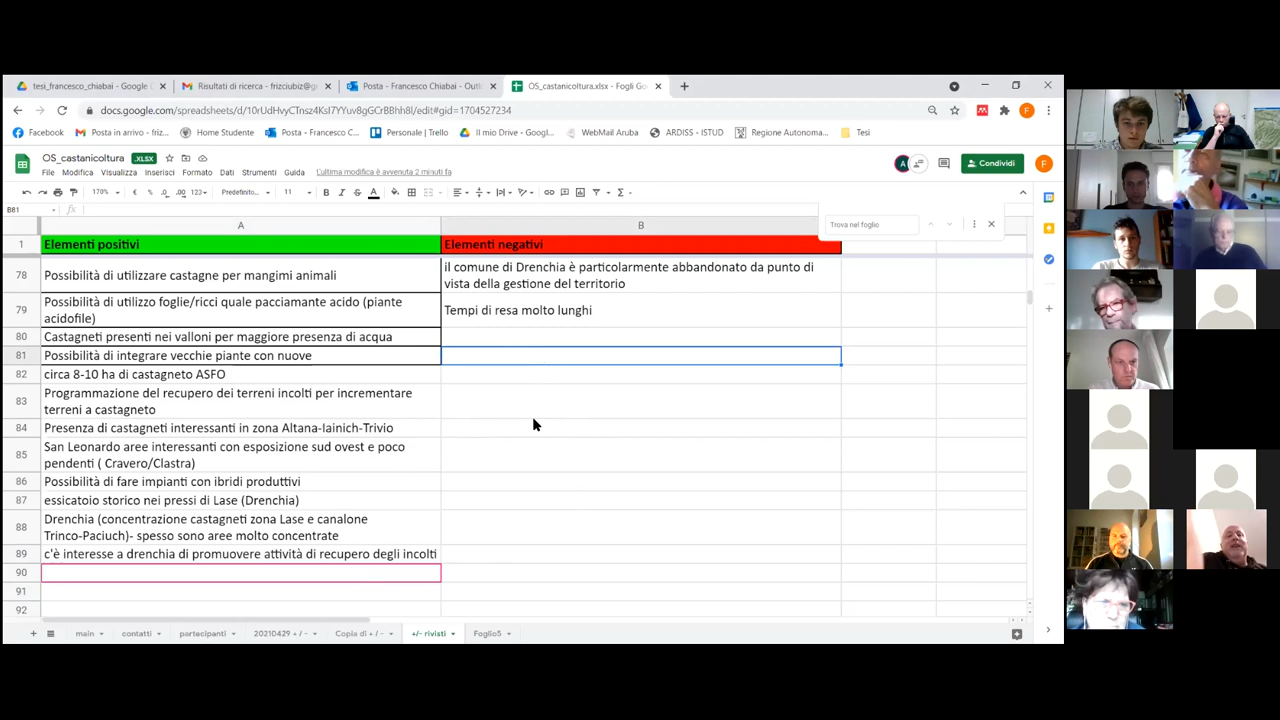 tesi_francesco_chiabai - Google
Risultati di ricerca - frizciubiz@g
Posta - Francesco Chiabai - Outl
OS_castanicoltura.xlsx - Fogli Go
docs.google.com/spreadsheets/d/
/edit#gid=1704527234
Facebook
Posta in arrivo - friz...
Home Studente
Posta - Francesco C...
Personale | Trello
Il mio Drive - Googl...
WebMail Aruba
ARDISS - ISTUD
Regione Autonoma...
Tesi
OS_castanicoltura .XLSX
File Modifica Visualizza Inserisci Formato Dati Strumenti Guida L'ultima modifica è avvenuta 2 minuti fa
A
Condividi
F
170% € % .0 .00 123 Predefinito... 11 B I S A
B81 fx
Trova nel foglio
A B
1 Elementi positivi Elementi negativi
78 Possibilità di utilizzare castagne per mangimi animali
il comune di Drenchia è particolarmente abbandonato da punto di
vista della gestione del territorio
79 Possibilità di utilizzo foglie/ricci quale pacciamante acido (piante
acidofile)
Tempi di resa molto lunghi
80 Castagneti presenti nei valloni per maggiore presenza di acqua
81 Possibilità di integrare vecchie piante con nuove
82 circa 8-10 ha di castagneto ASFO
83 Programmazione del recupero dei terreni incolti per incrementare
terreni a castagneto
84 Presenza di castagneti interessanti in zona Altana-Iainich-Trivio
85 San Leonardo aree interessanti con esposizione sud ovest e poco
pendenti ( Cravero/Clastra)
86 Possibilità di fare impianti con ibridi produttivi
87 essicatoio storico nei pressi di Lase (Drenchia)
88 Drenchia (concentrazione castagneti zona Lase e canalone
Trinco-Paciuch)- spesso sono aree molto concentrate
89 c'è interesse a drenchia di promuovere attività di recupero degli incolti
90
91
92
main contatti partecipanti 20210429 + / - Copia di + / - +/- rivisti Foglio5